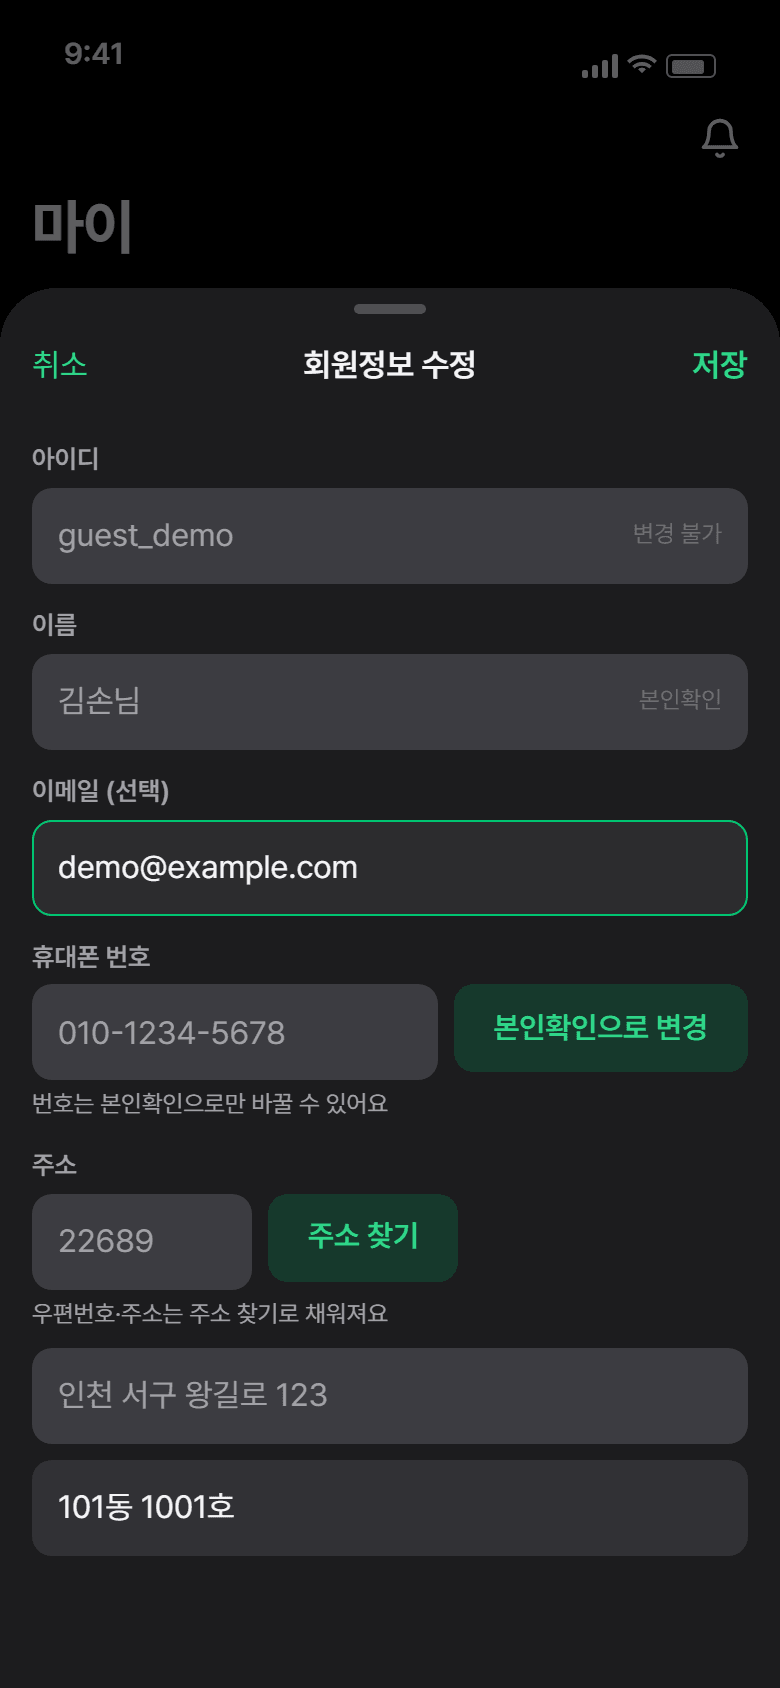 9:41
마이
취소 회원정보 수정 저장
아이디
guest_demo 변경 불가
이름
김손님 본인확인
이메일 (선택)
demo@example.com
휴대폰 번호
010-1234-5678 본인확인으로 변경
번호는 본인확인으로만 바꿀 수 있어요
주소
22689 주소 찾기
우편번호·주소는 주소 찾기로 채워져요
인천 서구 왕길로 123
101동 1001호